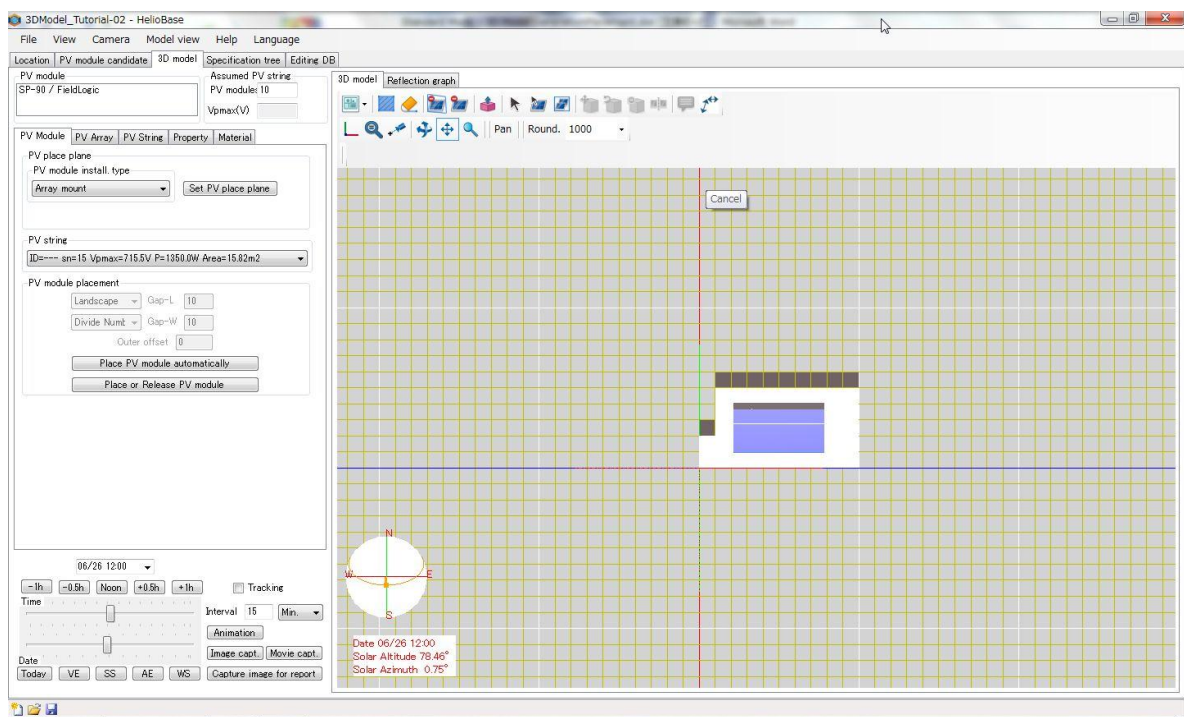 3DModel_Tutorial-02 - HelioBase
File View Camera Model view Help Language
Location PV module candidate 3D model Specification tree Editing DB
PV module
SP-90 / FieldLogic
Assumed PV string
PV module: 10
Vpmax(V)
PV Module PV Array PV String Property Material
PV place plane
PV module install. type
Array mount
Set PV place plane
PV string
ID=--- sn=15 Vpmax=715.5V P=1350.0W Area=15.82m2
PV module placement
Landscape Gap-L 10
Divide Numb Gap-W 10
Outer offset 0
Place PV module automatically
Place or Release PV module
06/26 12:00
-1h -0.5h Noon +0.5h +1h Tracking
Time
Interval 15 Min.
Animation
Image capt. Movie capt.
Date
Today VE SS AE WS Capture image for report
3D model Reflection graph
Pan Round. 1000
Cancel
N
W E
S
Date 06/26 12:00
Solar Altitude 78.46°
Solar Azimuth 0.75°